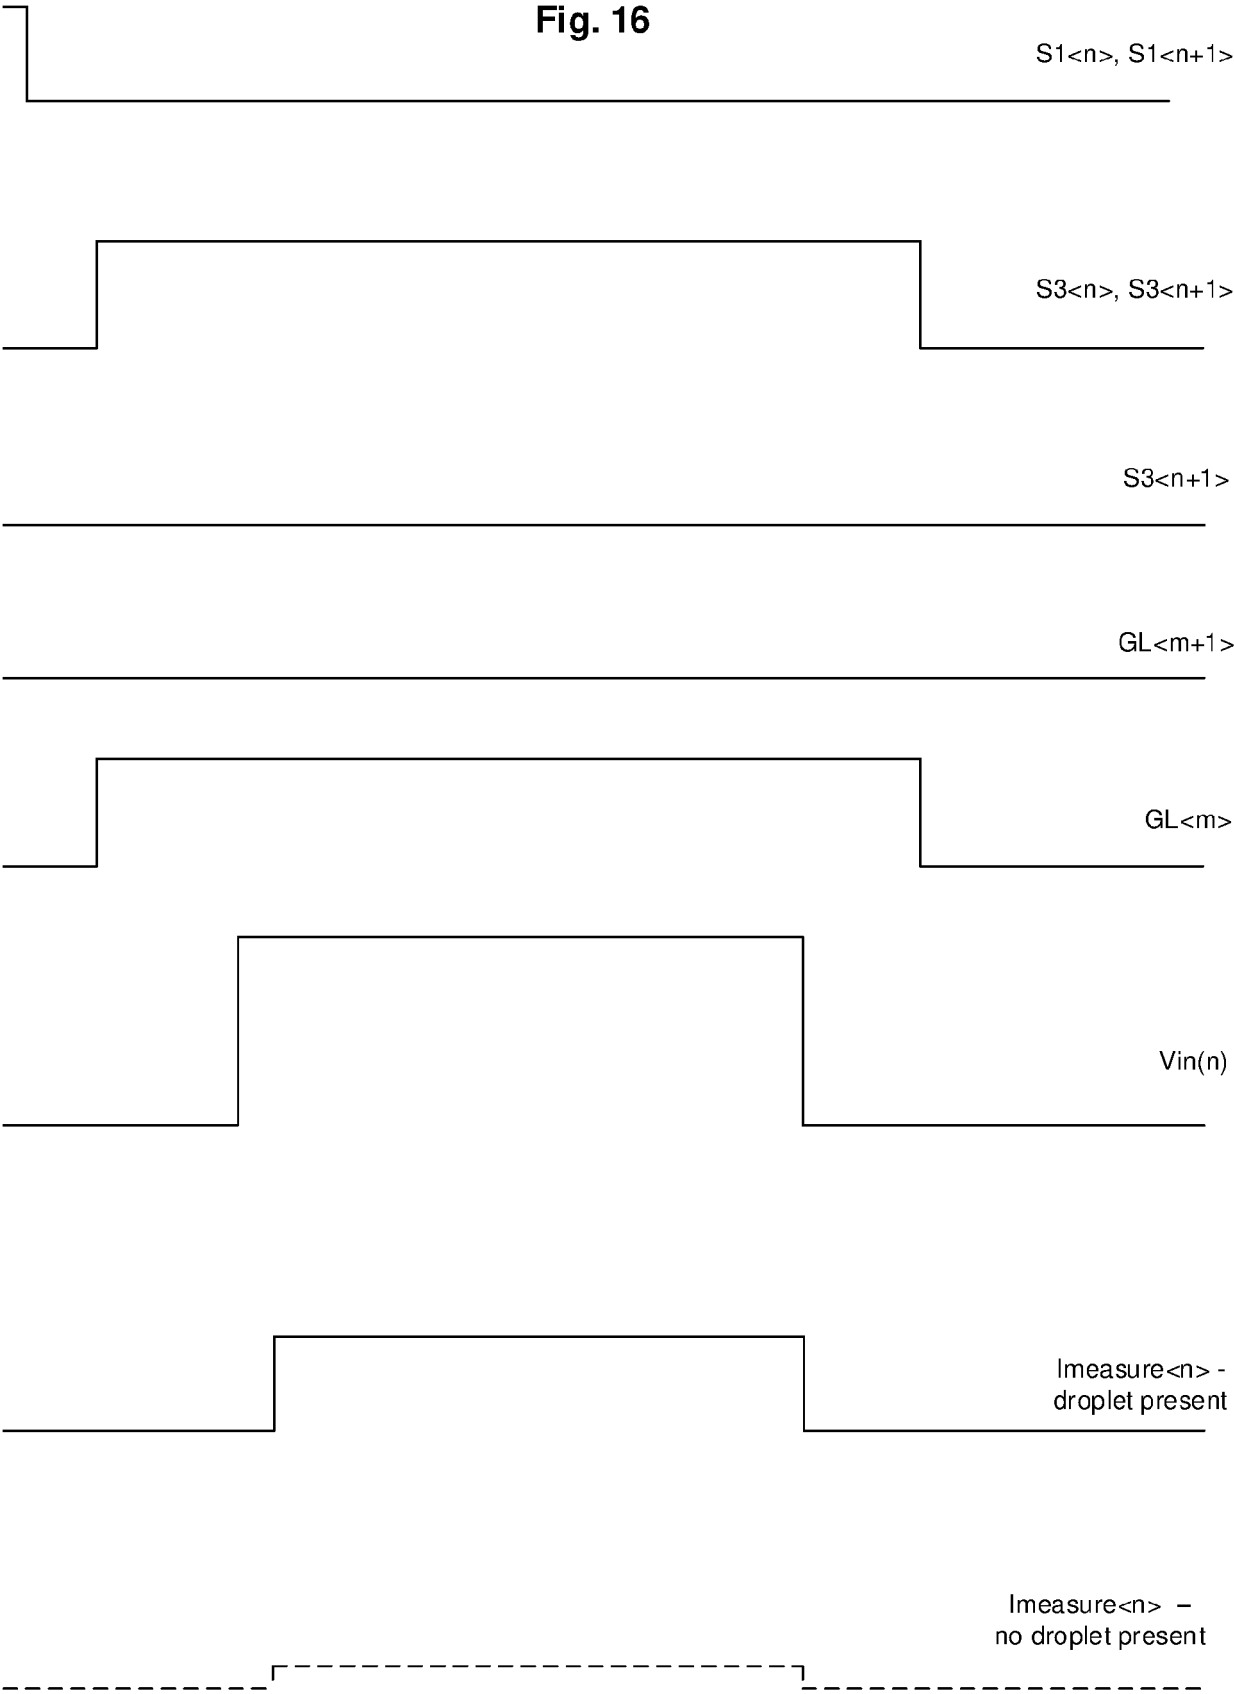 Fig. 16
S1<n>, S1<n+1>
S3<n>, S3<n+1>
S3<n+1>
GL<m+1>
GL<m>
Vin(n)
Imeasure<n> -
droplet present
Imeasure<n> –
no droplet present